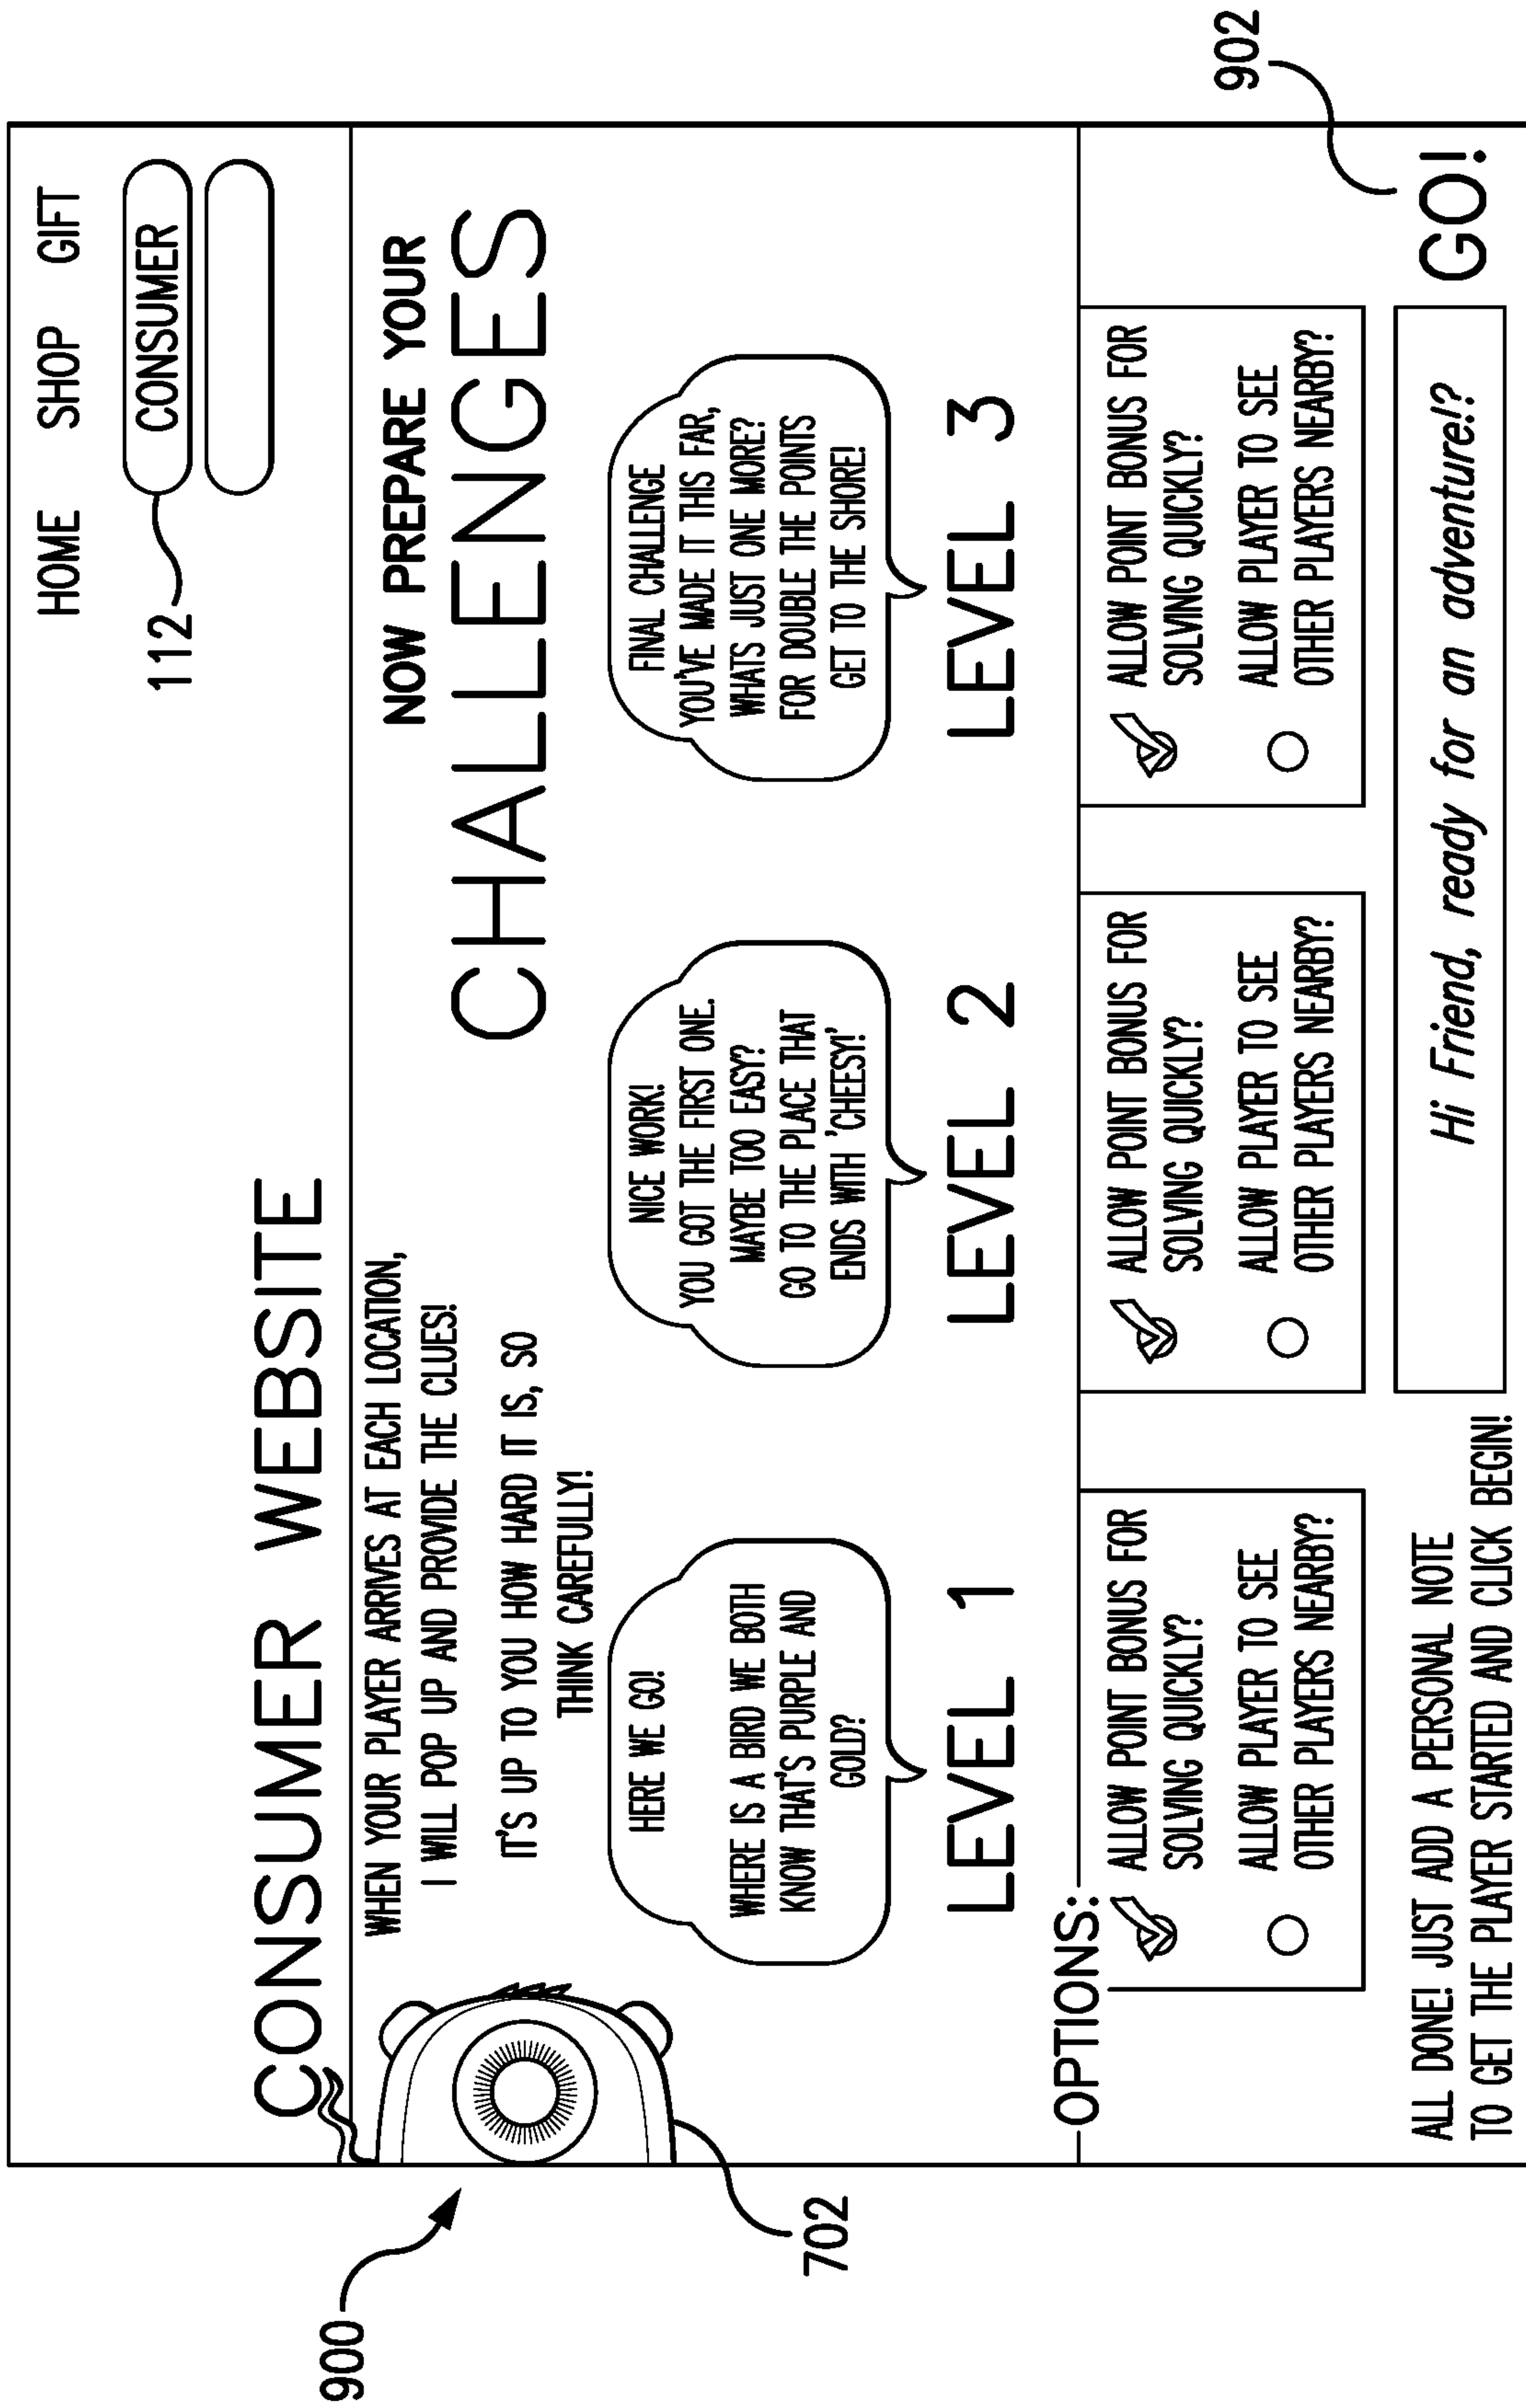 HOME SHOP GIFT
112
CONSUMER
CONSUMER WEBSITE
900
702
WHEN YOUR PLAYER ARRIVES AT EACH LOCATION,
I WILL POP UP AND PROVIDE THE CLUES!
IT'S UP TO YOU HOW HARD IT IS, SO
THINK CAREFULLY!
NOW PREPARE YOUR
CHALLENGES
HERE WE GO!
WHERE IS A BIRD WE BOTH
KNOW THAT'S PURPLE AND
GOLD?
LEVEL 1
NICE WORK!
YOU GOT THE FIRST ONE.
MAYBE TOO EASY?
GO TO THE PLACE THAT
ENDS WITH 'CHEESY!'
LEVEL 2
FINAL CHALLENGE
YOU'VE MADE IT THIS FAR,
WHATS JUST ONE MORE?
FOR DOUBLE THE POINTS
GET TO THE SHORE!
LEVEL 3
OPTIONS:
ALLOW POINT BONUS FOR
SOLVING QUICKLY?
ALLOW PLAYER TO SEE
OTHER PLAYERS NEARBY?
ALLOW POINT BONUS FOR
SOLVING QUICKLY?
ALLOW PLAYER TO SEE
OTHER PLAYERS NEARBY?
ALLOW POINT BONUS FOR
SOLVING QUICKLY?
ALLOW PLAYER TO SEE
OTHER PLAYERS NEARBY?
ALL DONE! JUST ADD A PERSONAL NOTE
TO GET THE PLAYER STARTED AND CLICK BEGIN!
Hi Friend, ready for an adventure!?
GO!
902